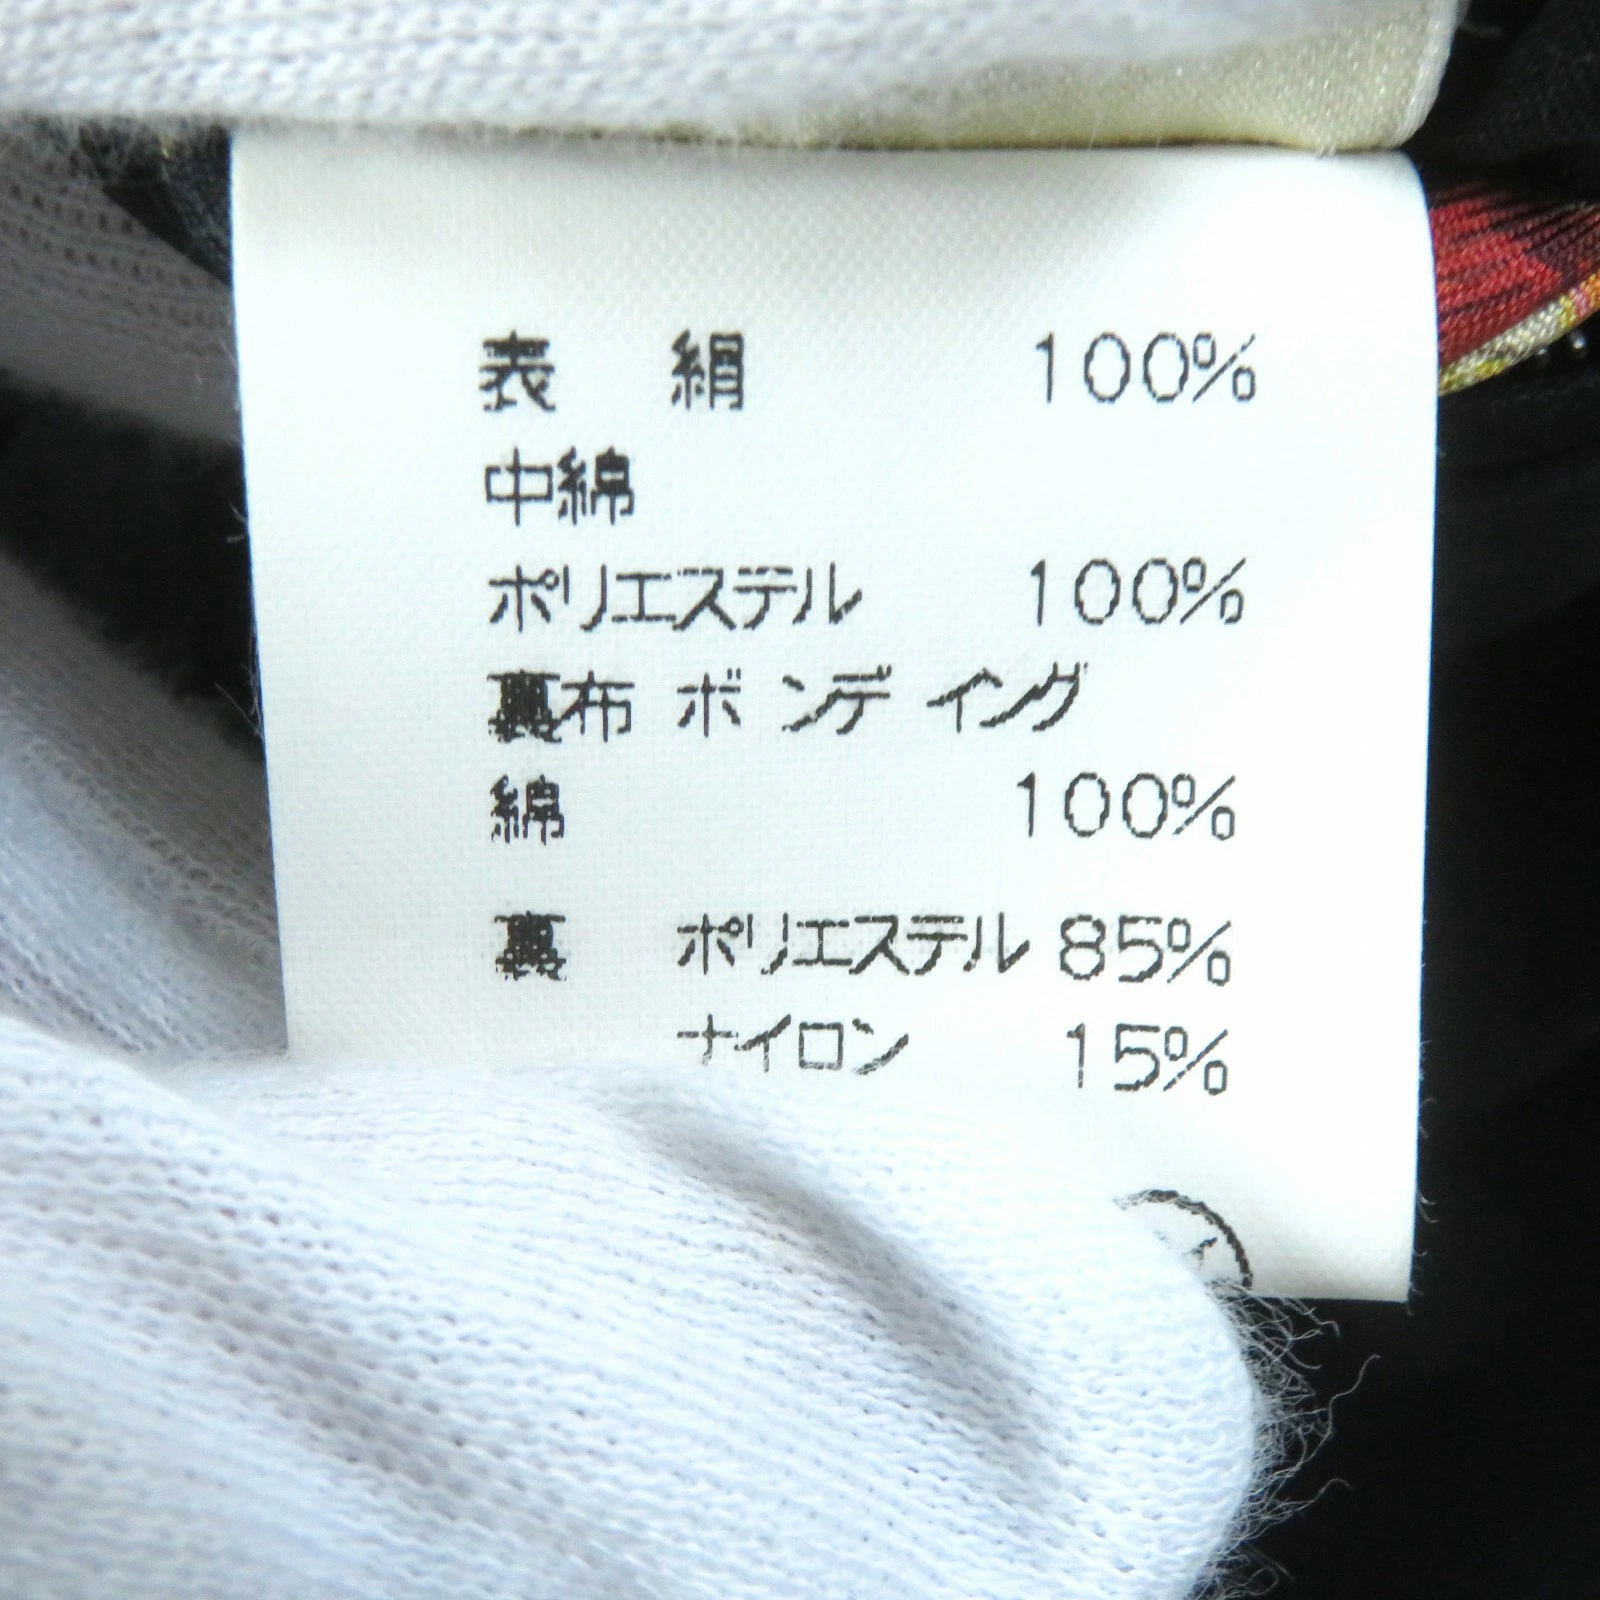 表　絹　100%
中綿
ポリエステル　100%
裏布 ボンディング
綿　100%
裏　ポリエステル 85%
ナイロン　15%